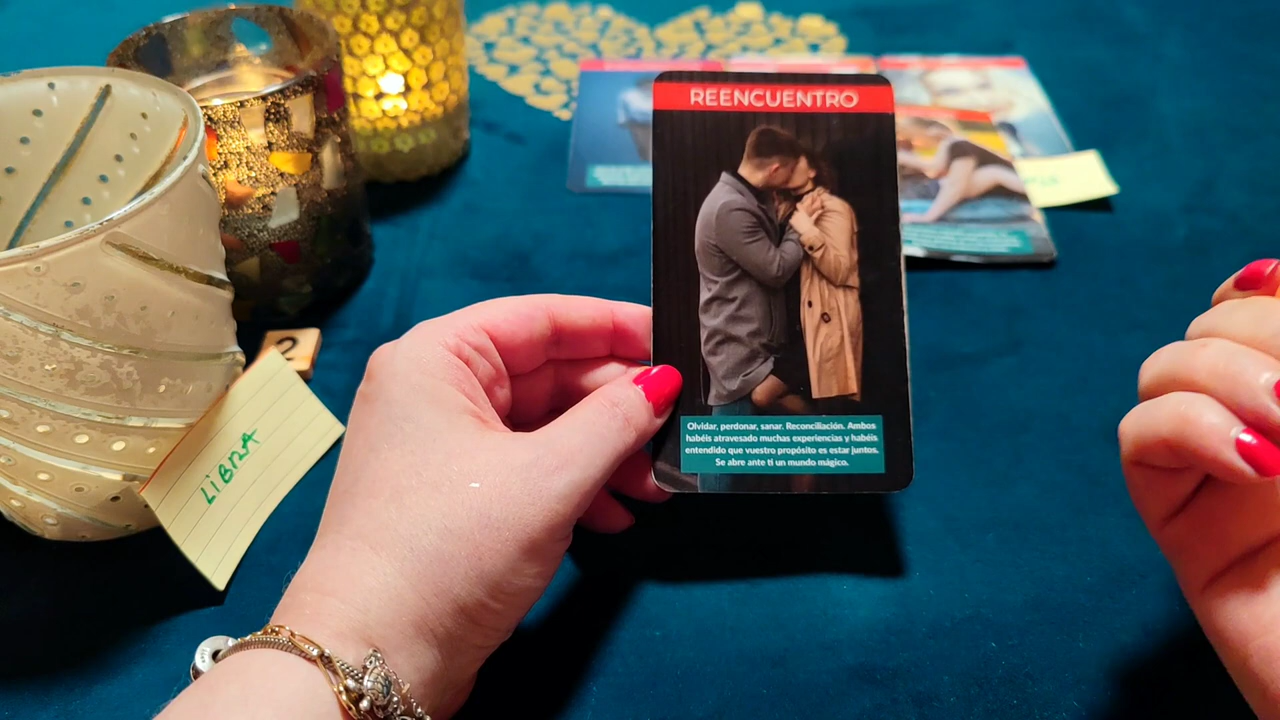 REENCUENTRO
Olvidar, perdonar, sanar. Reconciliación. Ambos
habéis atravesado muchas experiencias y habéis
entendido que vuestro propósito es estar juntos.
Se abre ante ti un mundo mágico.
2
LIBRA